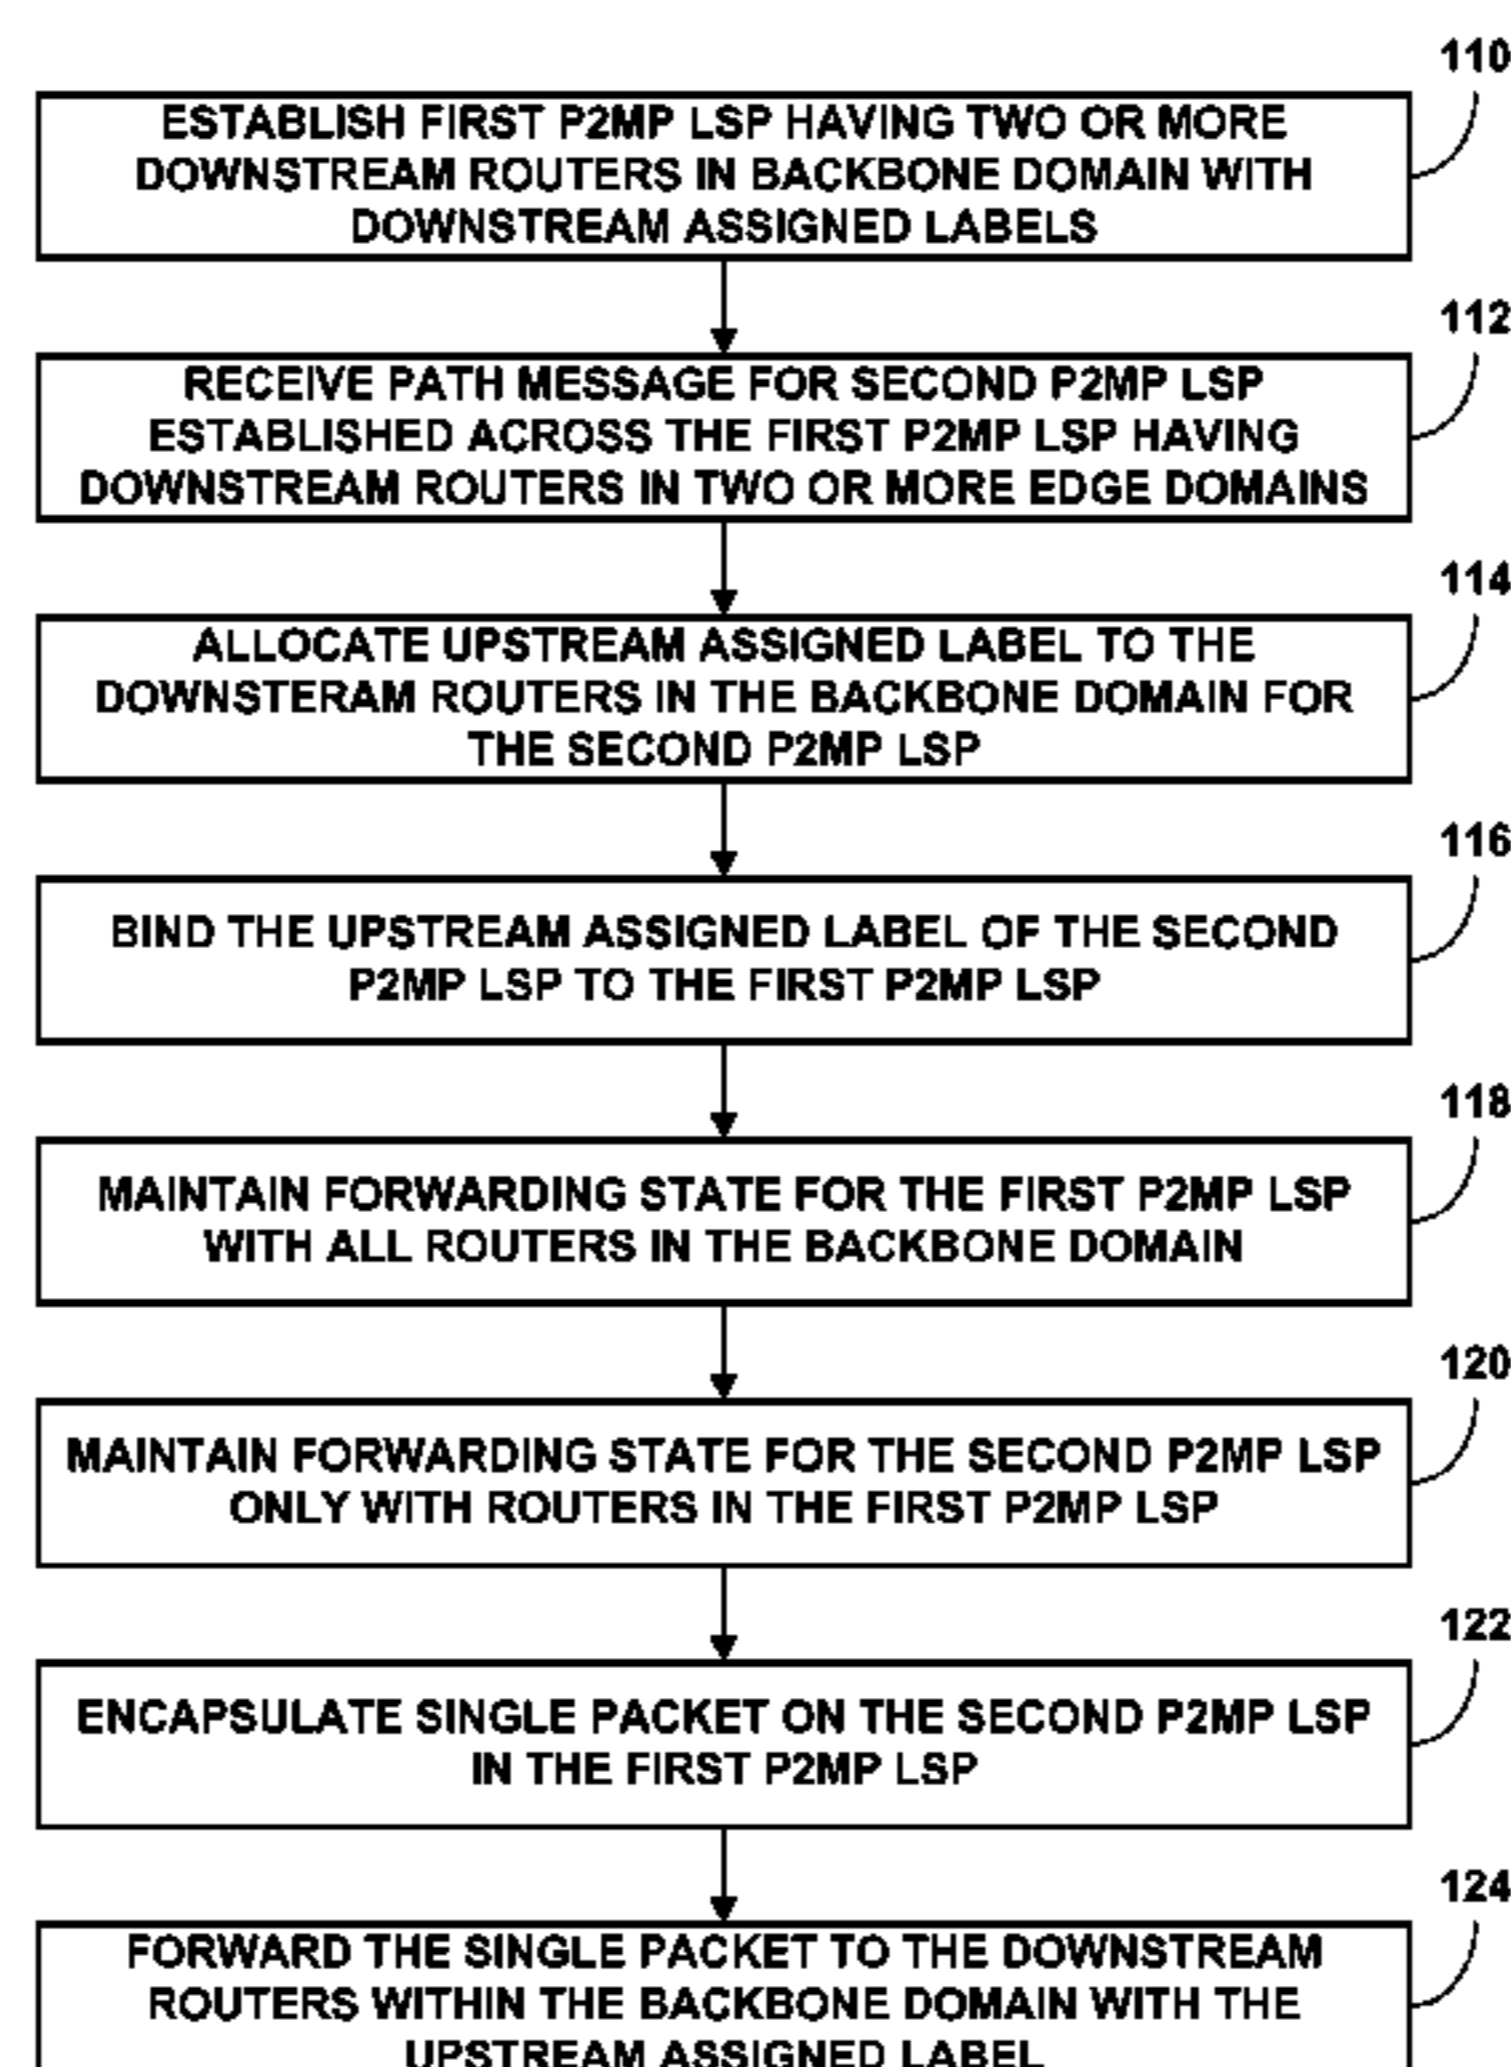 110
ESTABLISH FIRST P2MP LSP HAVING TWO OR MORE
DOWNSTREAM ROUTERS IN BACKBONE DOMAIN WITH
DOWNSTREAM ASSIGNED LABELS
112
RECEIVE PATH MESSAGE FOR SECOND P2MP LSP
ESTABLISHED ACROSS THE FIRST P2MP LSP HAVING
DOWNSTREAM ROUTERS IN TWO OR MORE EDGE DOMAINS
114
ALLOCATE UPSTREAM ASSIGNED LABEL TO THE
DOWNSTERAM ROUTERS IN THE BACKBONE DOMAIN FOR
THE SECOND P2MP LSP
116
BIND THE UPSTREAM ASSIGNED LABEL OF THE SECOND
P2MP LSP TO THE FIRST P2MP LSP
118
MAINTAIN FORWARDING STATE FOR THE FIRST P2MP LSP
WITH ALL ROUTERS IN THE BACKBONE DOMAIN
120
MAINTAIN FORWARDING STATE FOR THE SECOND P2MP LSP
ONLY WITH ROUTERS IN THE FIRST P2MP LSP
122
ENCAPSULATE SINGLE PACKET ON THE SECOND P2MP LSP
IN THE FIRST P2MP LSP
124
FORWARD THE SINGLE PACKET TO THE DOWNSTREAM
ROUTERS WITHIN THE BACKBONE DOMAIN WITH THE
UPSTREAM ASSIGNED LABEL